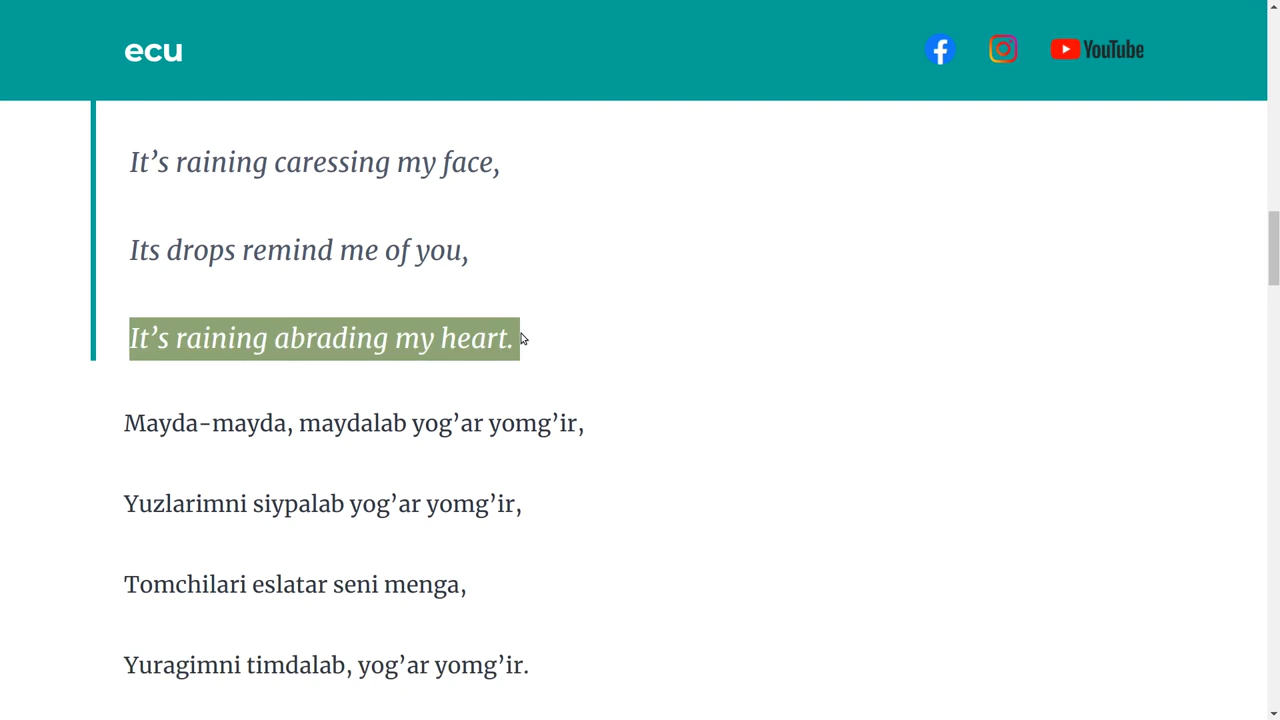 ecu
YouTube
It’s raining caressing my face,
Its drops remind me of you,
It’s raining abrading my heart.
Mayda-mayda, maydalab yog’ar yomg’ir,
Yuzlarimni siypalab yog’ar yomg’ir,
Tomchilari eslatar seni menga,
Yuragimni timdalab, yog’ar yomg’ir.